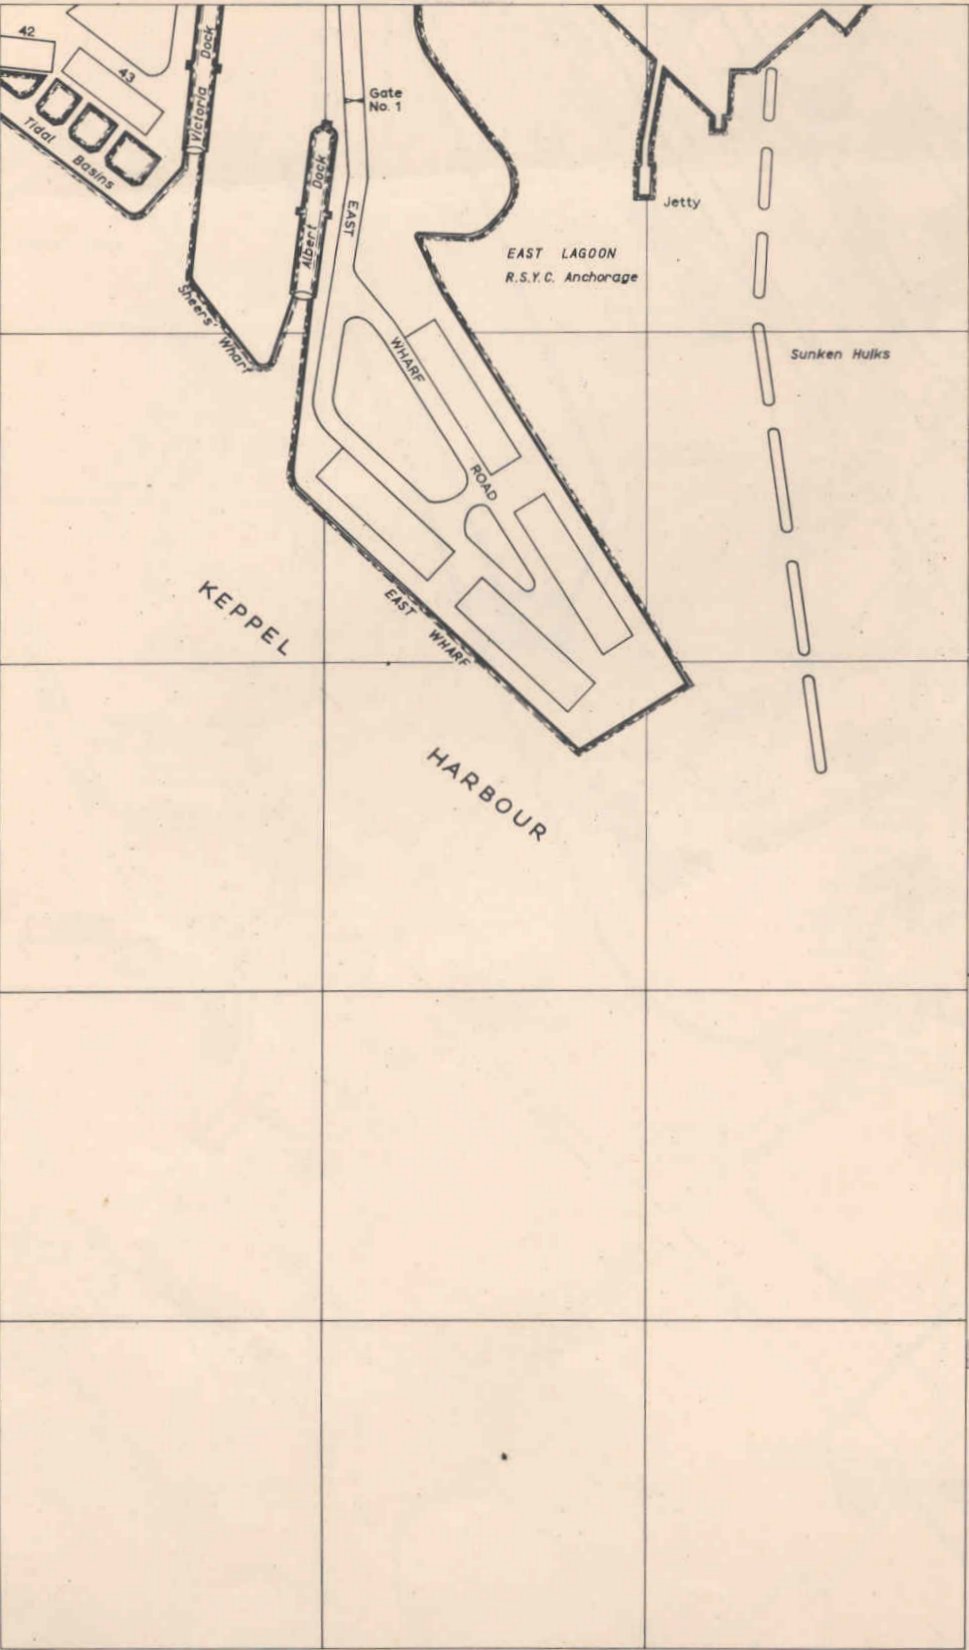 42
43
Victoria Dock
Tidal Basins
Gate
No. 1
Albert Dock
EAST WHARF ROAD
Jetty
EAST LAGOON
R.S.Y.C. Anchorage
Sheers Wharf
Sunken Hulks
EAST WHARF
KEPPEL
HARBOUR